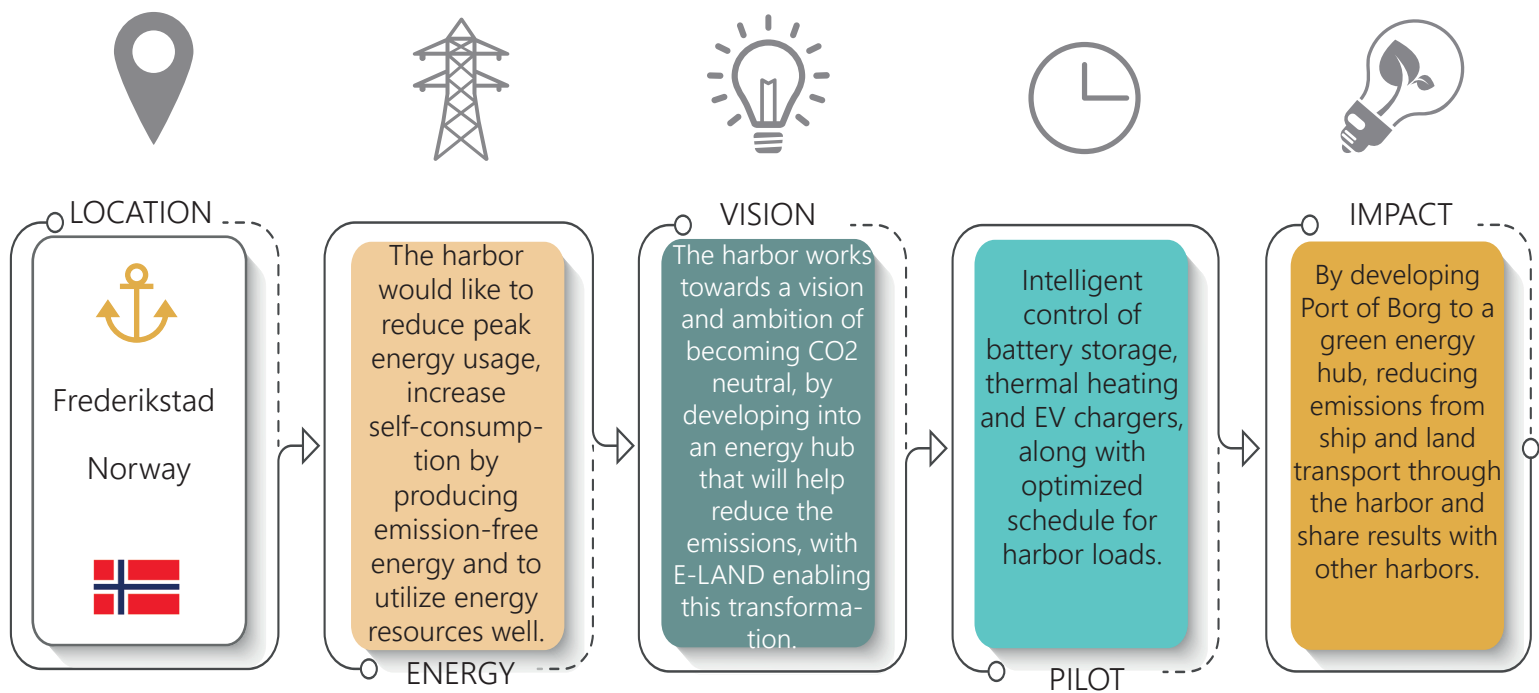 LOCATION
Frederikstad
Norway
The harbor
would like to
reduce peak
energy usage,
increase
self-consump-
tion by
producing
emission-free
energy and to
utilize energy
resources well.
ENERGY
VISION
The harbor works
towards a vision
and ambition of
becoming CO2
neutral, by
developing into
an energy hub
that will help
reduce the
emissions, with
E-LAND enabling
this transforma-
tion.
Intelligent
control of
battery storage,
thermal heating
and EV chargers,
along with
optimized
schedule for
harbor loads.
PILOT
IMPACT
By developing
Port of Borg to a
green energy
hub, reducing
emissions from
ship and land
transport through
the harbor and
share results with
other harbors.